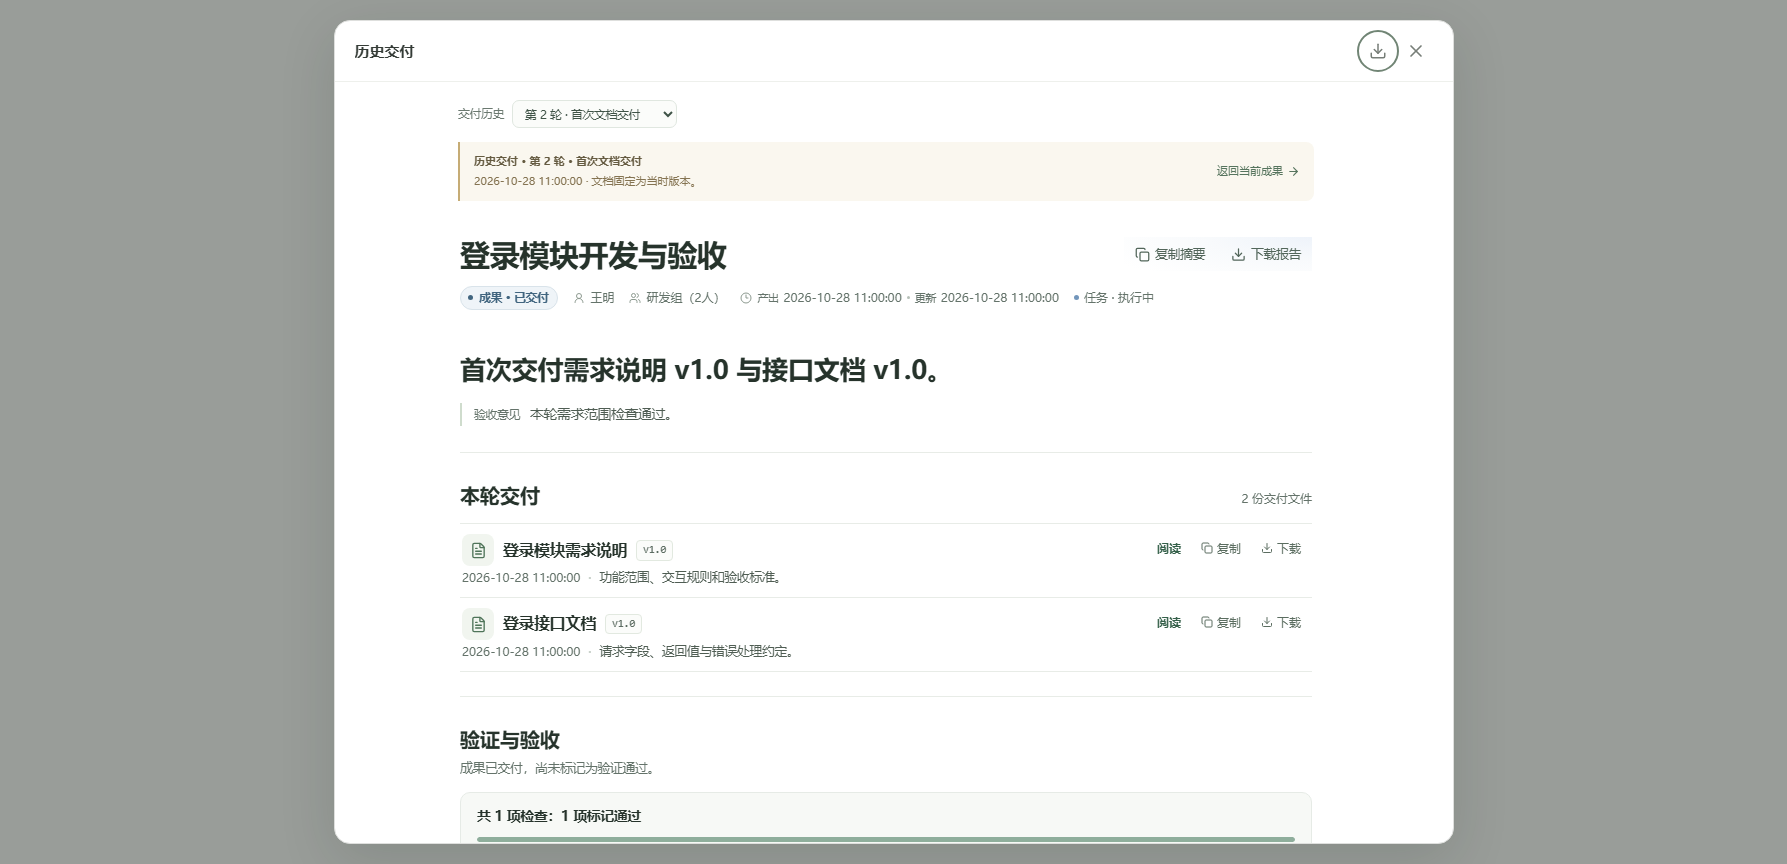 历史交付
交付历史 第 2 轮 · 首次文档交付
历史交付 • 第 2 轮 • 首次文档交付
2026-10-28 11:00:00 · 文档固定为当时版本。
返回当前成果 →
登录模块开发与验收
复制摘要 下载报告
成果 • 已交付 王明 研发组（2人） 产出 2026-10-28 11:00:00 · 更新 2026-10-28 11:00:00 任务 · 执行中
首次交付需求说明 v1.0 与接口文档 v1.0。
验收意见 本轮需求范围检查通过。
本轮交付 2 份交付文件
登录模块需求说明 v1.0 阅读 复制 下载
2026-10-28 11:00:00 · 功能范围、交互规则和验收标准。
登录接口文档 v1.0 阅读 复制 下载
2026-10-28 11:00:00 · 请求字段、返回值与错误处理约定。
验证与验收
成果已交付，尚未标记为验证通过。
共 1 项检查：1 项标记通过